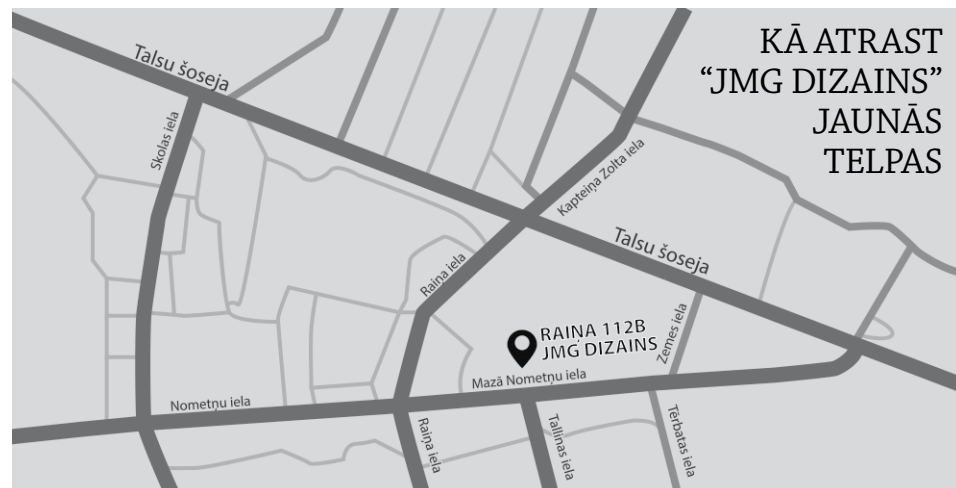 KĀ ATRAST
“JMG DIZAINS”
JAUNĀS
TELPAS
Talsu šoseja
Skolas iela
Kapteiņa Zolta iela
Talsu šoseja
Raiņa iela
RAIŅA 112B
JMG DIZAINS
Zemes iela
Mazā Nometņu iela
Nometņu iela
Raiņa iela
Tallinas iela
Tērbatas iela